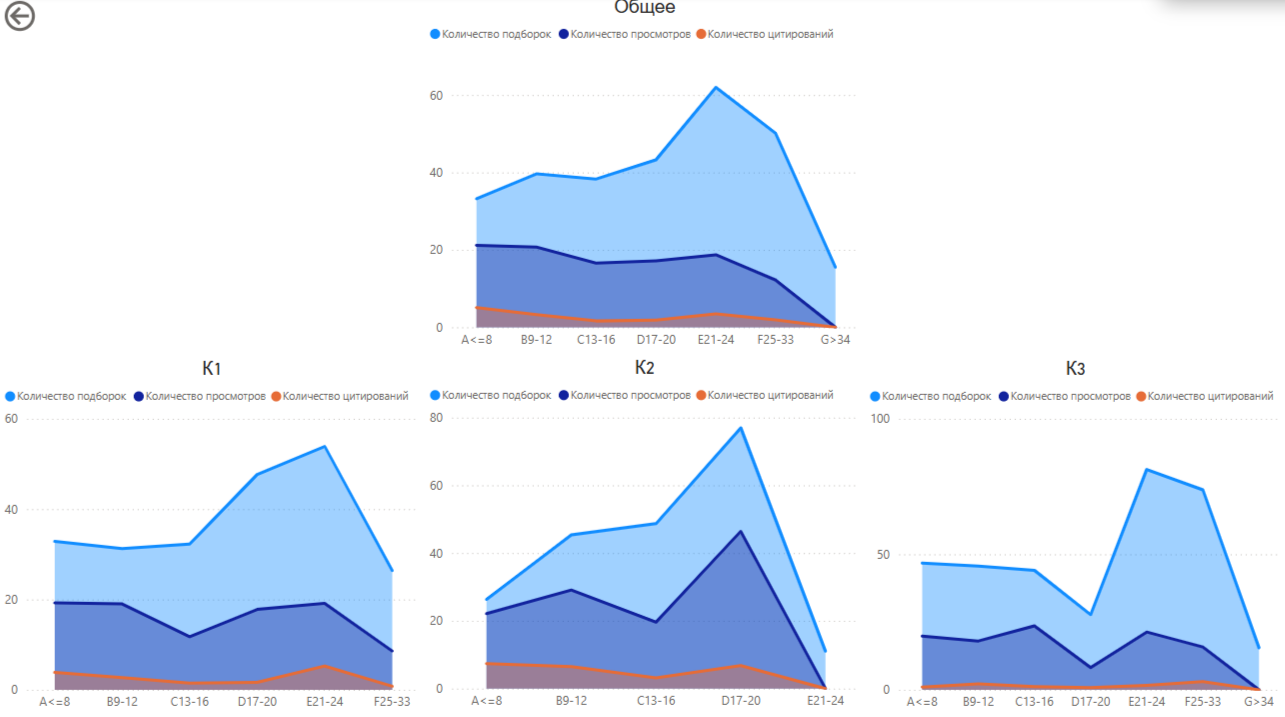 Общее
Количество подборок Количество просмотров Количество цитирований
60
40
20
0
A<=8 B9-12 C13-16 D17-20 E21-24 F25-33 G>34
К1
Количество подборок Количество просмотров Количество цитирований
60
40
20
0
A<=8 B9-12 C13-16 D17-20 E21-24 F25-33
К2
Количество подборок Количество просмотров Количество цитирований
80
60
40
20
0
A<=8 B9-12 C13-16 D17-20 E21-24
К3
Количество подборок Количество просмотров Количество цитирований
100
50
0
A<=8 B9-12 C13-16 D17-20 E21-24 F25-33 G>34